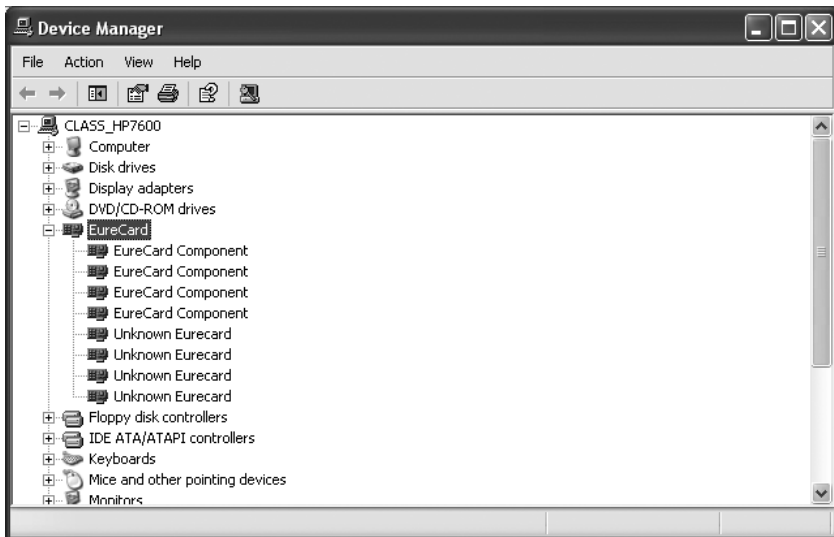 Device Manager
File Action View Help
CLASS_HP7600
Computer
Disk drives
Display adapters
DVD/CD-ROM drives
EureCard
EureCard Component
EureCard Component
EureCard Component
EureCard Component
Unknown Eurecard
Unknown Eurecard
Unknown Eurecard
Unknown Eurecard
Floppy disk controllers
IDE ATA/ATAPI controllers
Keyboards
Mice and other pointing devices
Monitors